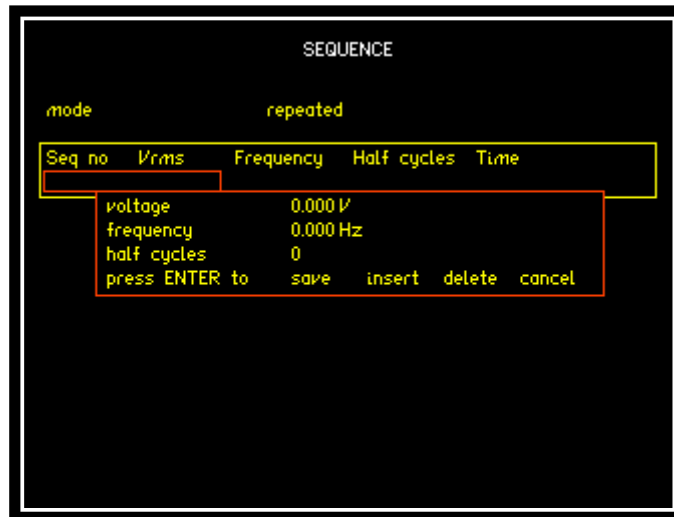 SEQUENCE
mode repeated
Seq no Vrms Frequency Half cycles Time
voltage 0.000 V
frequency 0.000 Hz
half cycles 0
press ENTER to save insert delete cancel